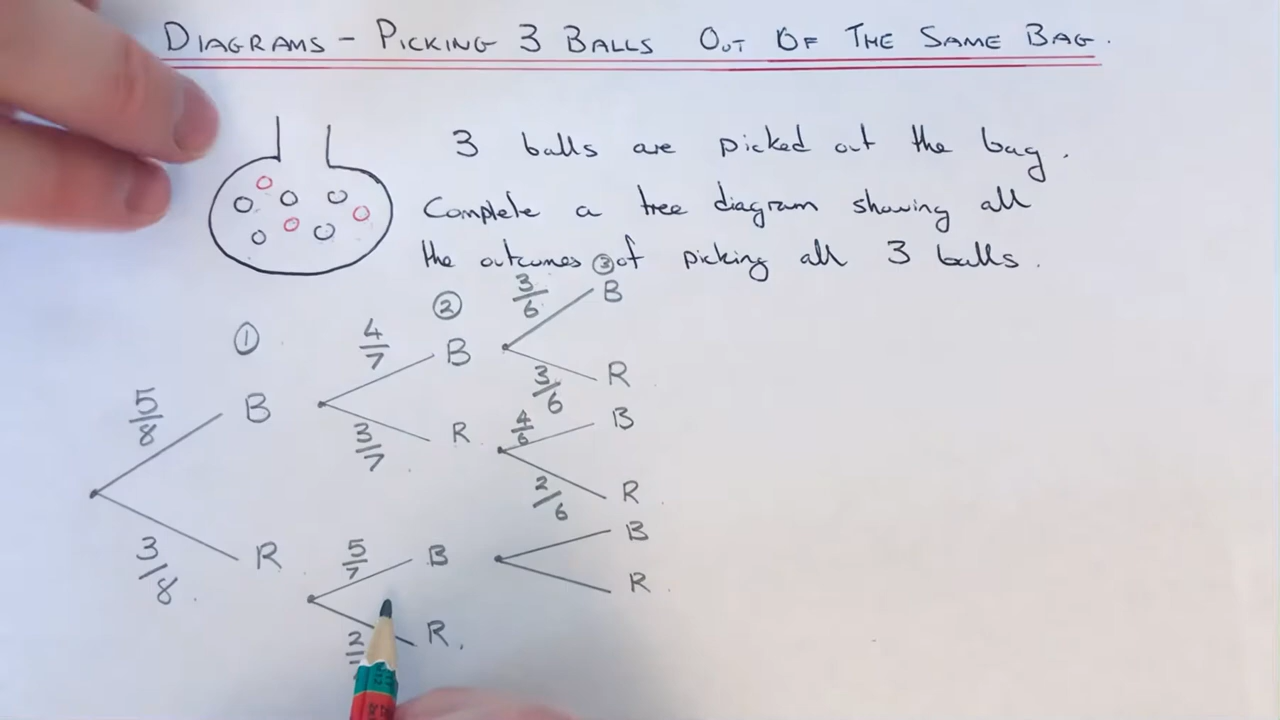 DIAGRAMS - PICKING 3 BALLS OUT OF THE SAME BAG.
3 balls are picked out the bag.
Complete a tree diagram showing all
the outcomes of picking all 3 balls.
① ② ③
5/8 B
4/7 B
3/6 B
3/6 R
3/7 R
4/6 B
2/6 R
3/8 R
5/7 B
B
R
2 R.